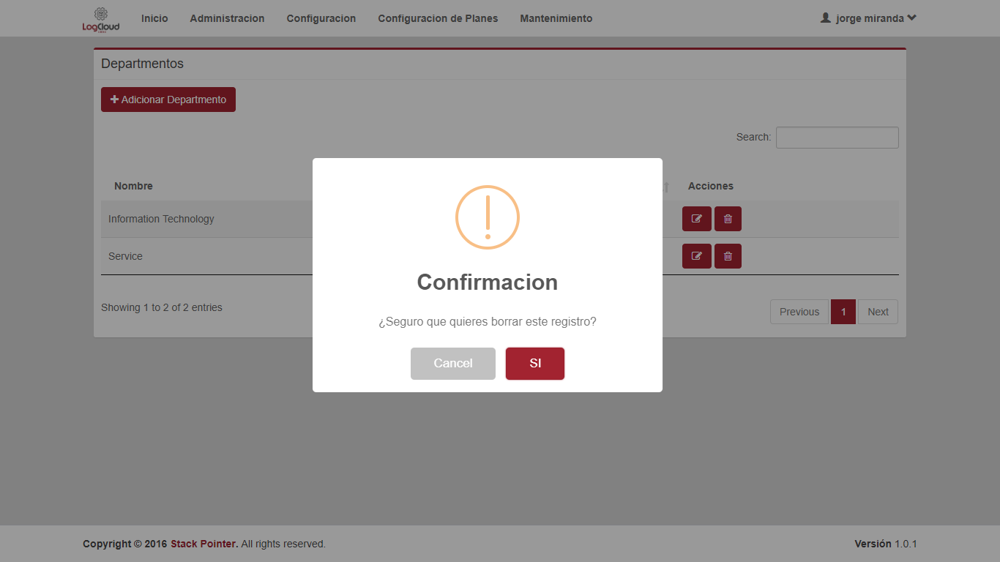 LogCloud
Inicio Administracion Configuracion Configuracion de Planes Mantenimiento jorge miranda
Departmentos
Adicionar Departmento
Search:
Nombre Acciones
Information Technology
Service
Showing 1 to 2 of 2 entries
Previous 1 Next
Confirmacion
¿Seguro que quieres borrar este registro?
Cancel SI
Copyright © 2016 Stack Pointer. All rights reserved. Versión 1.0.1